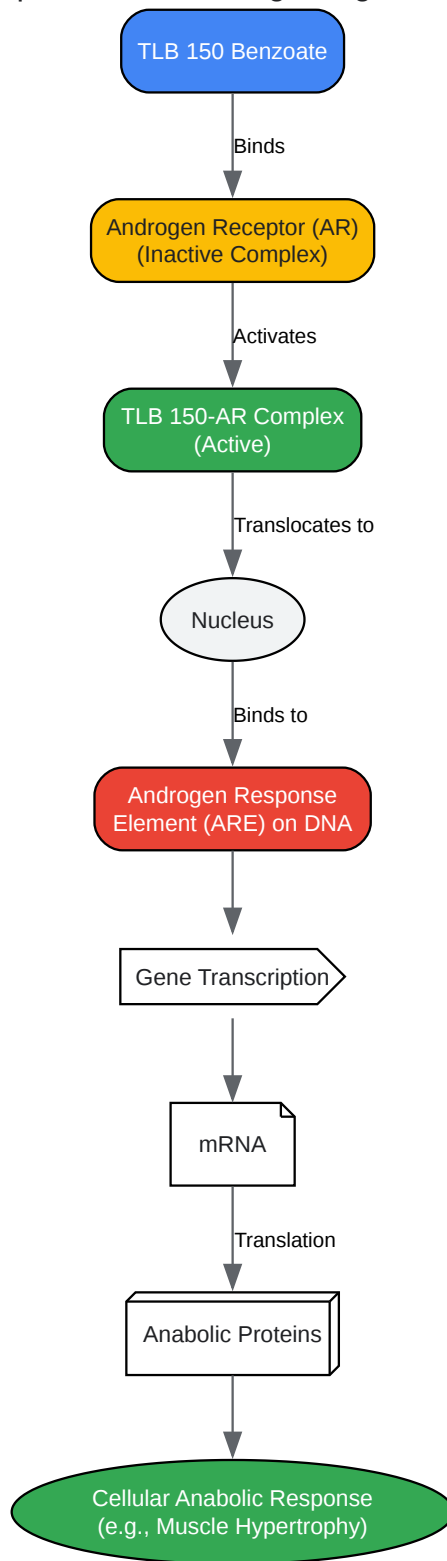 TLB 150 Benzoate
Binds
Androgen Receptor (AR)
(Inactive Complex)
Activates
TLB 150-AR Complex
(Active)
Translocates to
Nucleus
Binds to
Androgen Response
Element (ARE) on DNA
Gene Transcription
mRNA
Translation
Anabolic Proteins
Cellular Anabolic Response
(e.g., Muscle Hypertrophy)